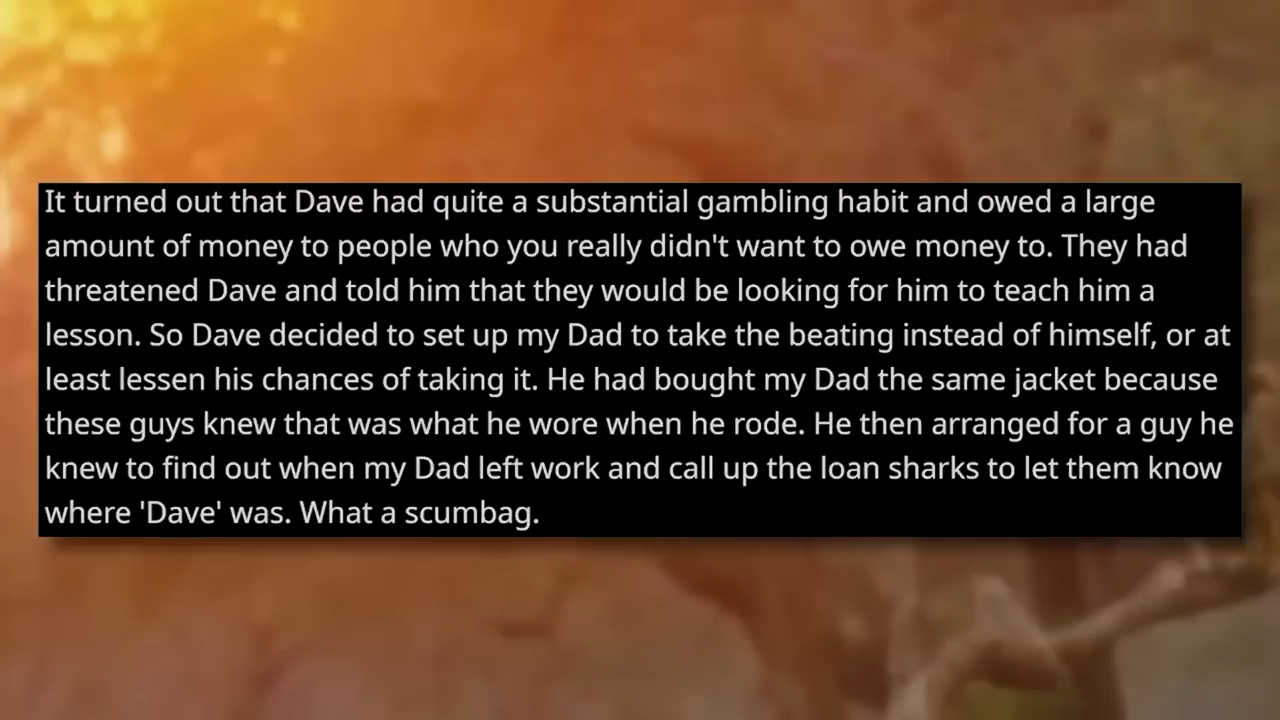 It turned out that Dave had quite a substantial gambling habit and owed a large
amount of money to people who you really didn't want to owe money to. They had
threatened Dave and told him that they would be looking for him to teach him a
lesson. So Dave decided to set up my Dad to take the beating instead of himself, or at
least lessen his chances of taking it. He had bought my Dad the same jacket because
these guys knew that was what he wore when he rode. He then arranged for a guy he
knew to find out when my Dad left work and call up the loan sharks to let them know
where 'Dave' was. What a scumbag.